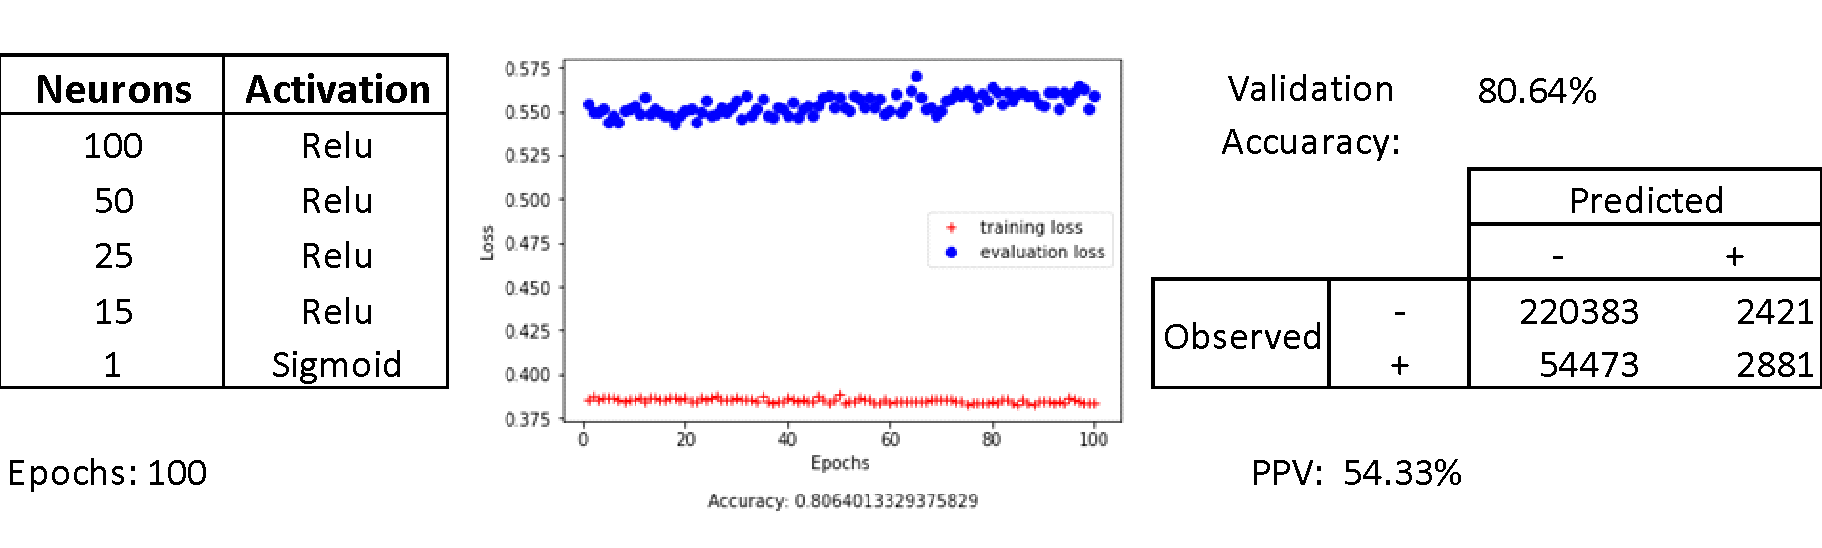 Neurons Activation
100 Relu
50 Relu
25 Relu
15 Relu
1 Sigmoid
Epochs: 100
0.575
0.550
0.525
0.500
0.475
0.450
0.425
0.400
0.375
Loss
training loss
evaluation loss
0 20 40 60 80 100
Epochs
Accuracy: 0.8064013329375829
Validation 80.64%
Accuaracy:
Predicted
- +
Observed - 220383 2421
+ 54473 2881
PPV: 54.33%